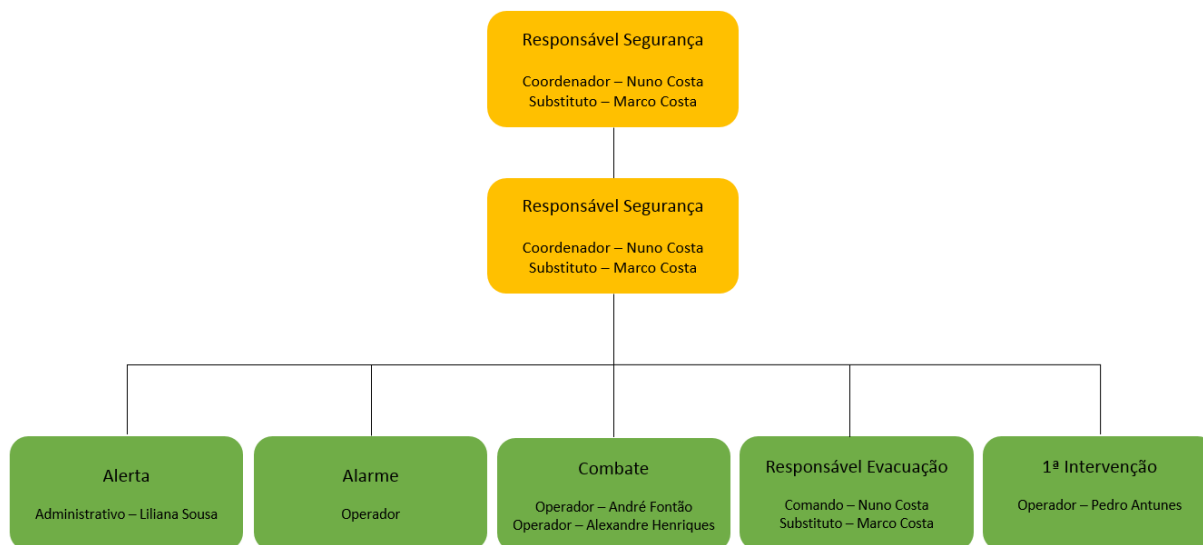 Responsável Segurança
Coordenador – Nuno Costa
Substituto – Marco Costa
Responsável Segurança
Coordenador – Nuno Costa
Substituto – Marco Costa
Alerta
Administrativo – Liliana Sousa
Alarme
Operador
Combate
Operador – André Fontão
Operador – Alexandre Henriques
Responsável Evacuação
Comando – Nuno Costa
Substituto – Marco Costa
1ª Intervenção
Operador – Pedro Antunes